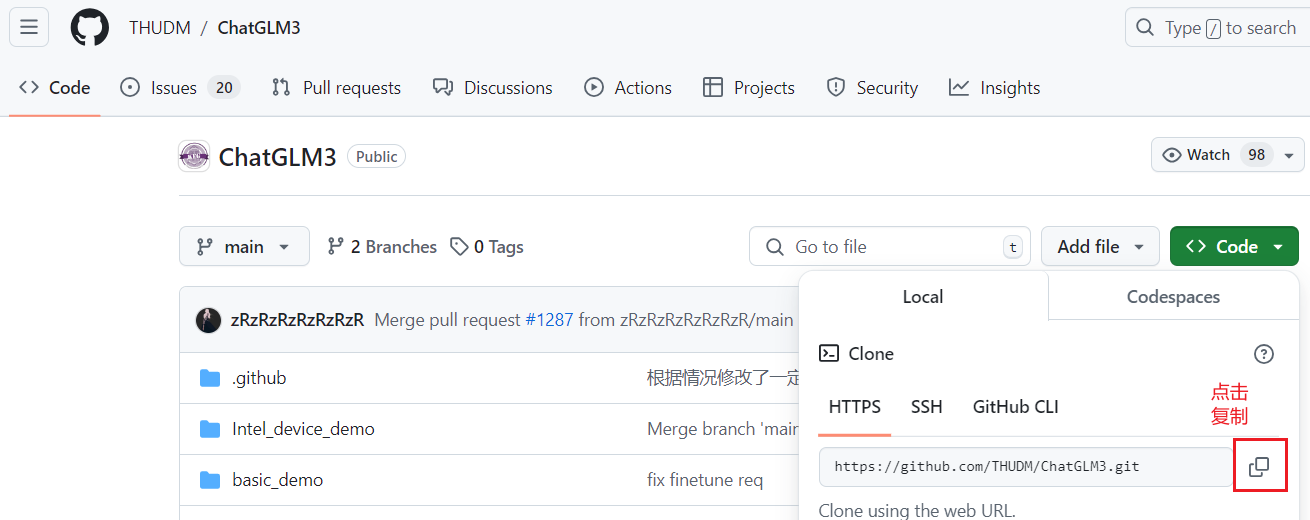 THUDM / ChatGLM3
Type / to search
Code
Issues 20
Pull requests
Discussions
Actions
Projects
Security
Insights
ChatGLM3 Public
Watch 98
main
2 Branches
0 Tags
Go to file t
Add file
Code
Local
Codespaces
zRzRzRzRzRzRzR Merge pull request #1287 from zRzRzRzRzRzRzR/main
Clone
.github 根据情况修改了一定
HTTPS
SSH
GitHub CLI
点击
复制
Intel_device_demo Merge branch 'main
https://github.com/THUDM/ChatGLM3.git
basic_demo fix finetune req
Clone using the web URL.